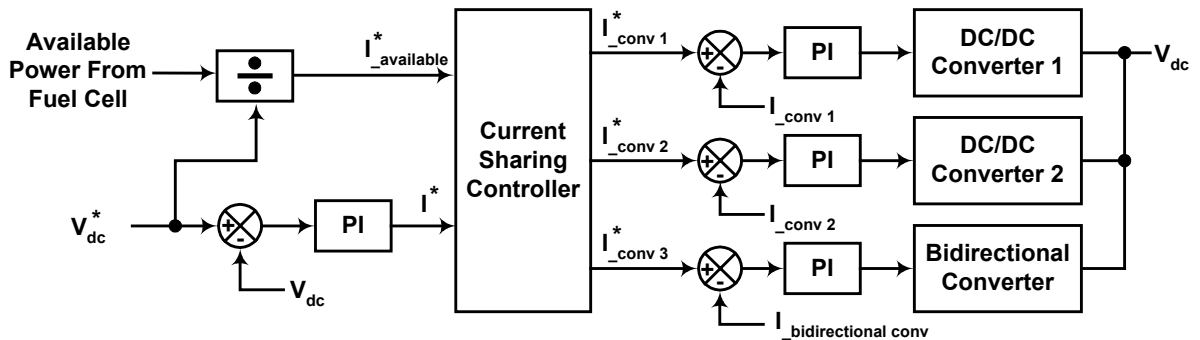 Available
Power From
Fuel Cell
÷
I*_available
V*dc
+
-
Vdc
PI
I*
Current
Sharing
Controller
I*_conv 1
+
-
I_conv 1
PI
DC/DC
Converter 1
Vdc
I*_conv 2
+
-
I_conv 2
PI
DC/DC
Converter 2
I*_conv 3
+
-
I_bidirectional conv
PI
Bidirectional
Converter